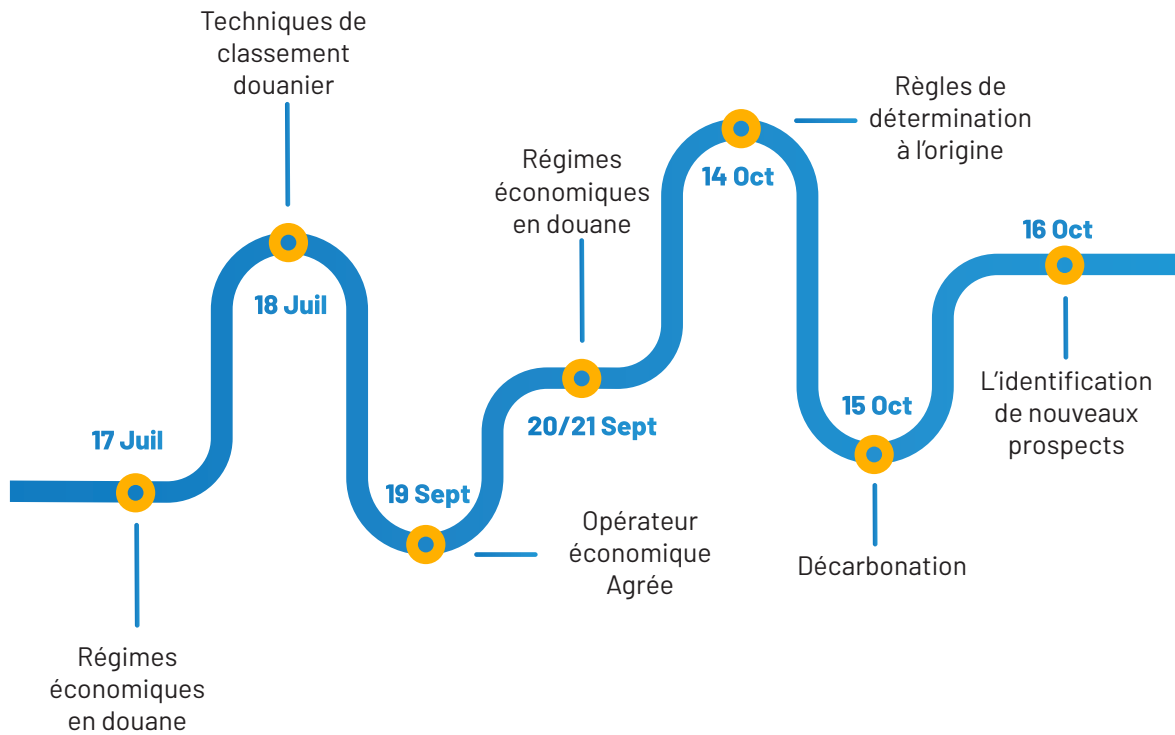 Techniques de
classement
douanier
18 Juil
17 Juil
Régimes
économiques
en douane
19 Sept
Opérateur
économique
Agrée
Régimes
économiques
en douane
20/21 Sept
14 Oct
Règles de
détermination
à l'origine
15 Oct
Décarbonation
16 Oct
L'identification
de nouveaux
prospects